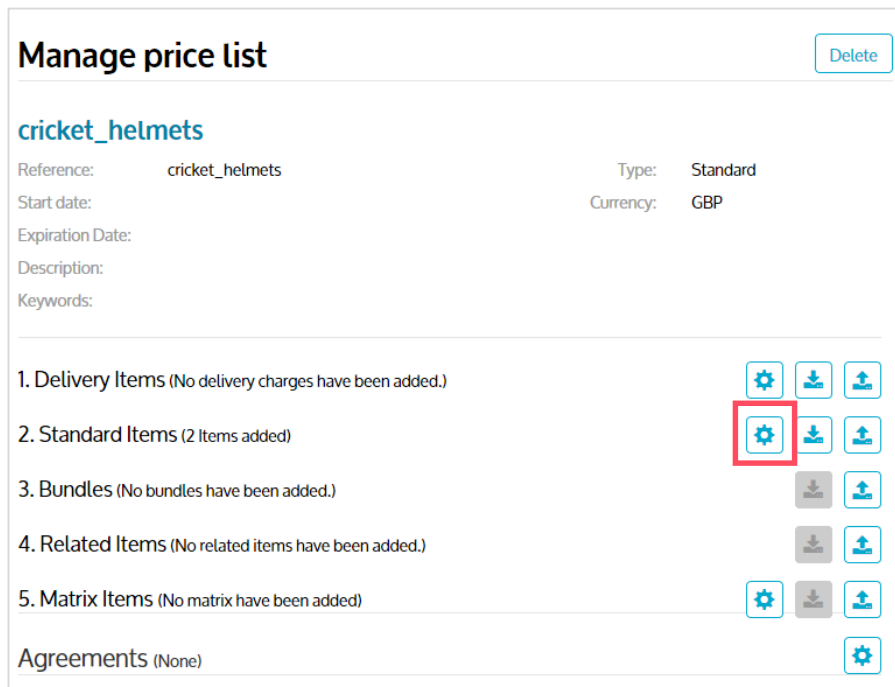 Manage price list
Delete
cricket_helmets
Reference: cricket_helmets Type: Standard
Start date: Currency: GBP
Expiration Date:
Description:
Keywords:
1. Delivery Items (No delivery charges have been added.)
2. Standard Items (2 Items added)
3. Bundles (No bundles have been added.)
4. Related Items (No related items have been added.)
5. Matrix Items (No matrix have been added)
Agreements (None)